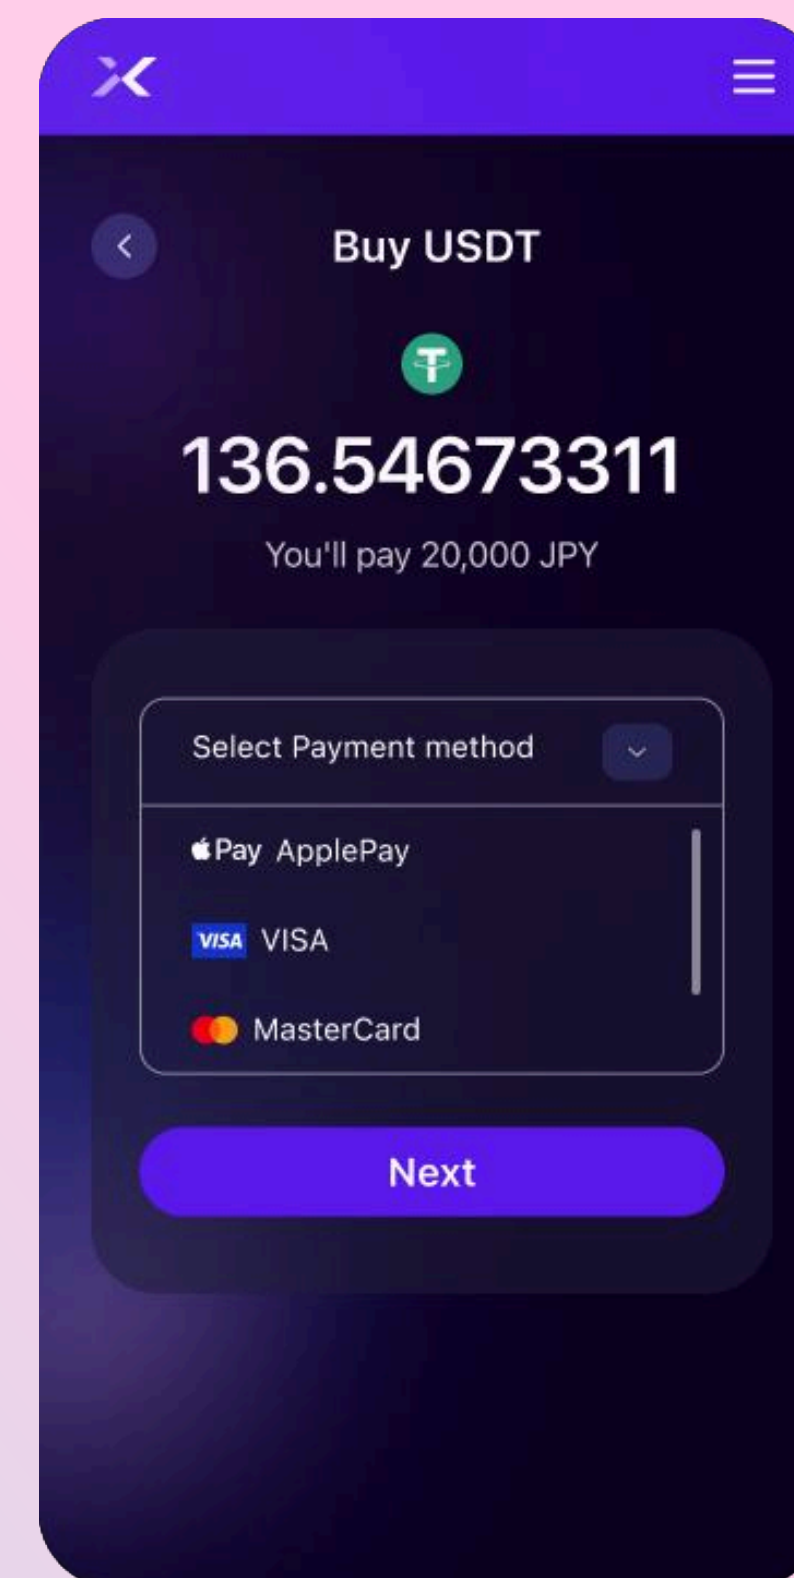 Buy USDT
136.54673311
You'll pay 20,000 JPY
Select Payment method
Pay ApplePay
VISA VISA
MasterCard
Next